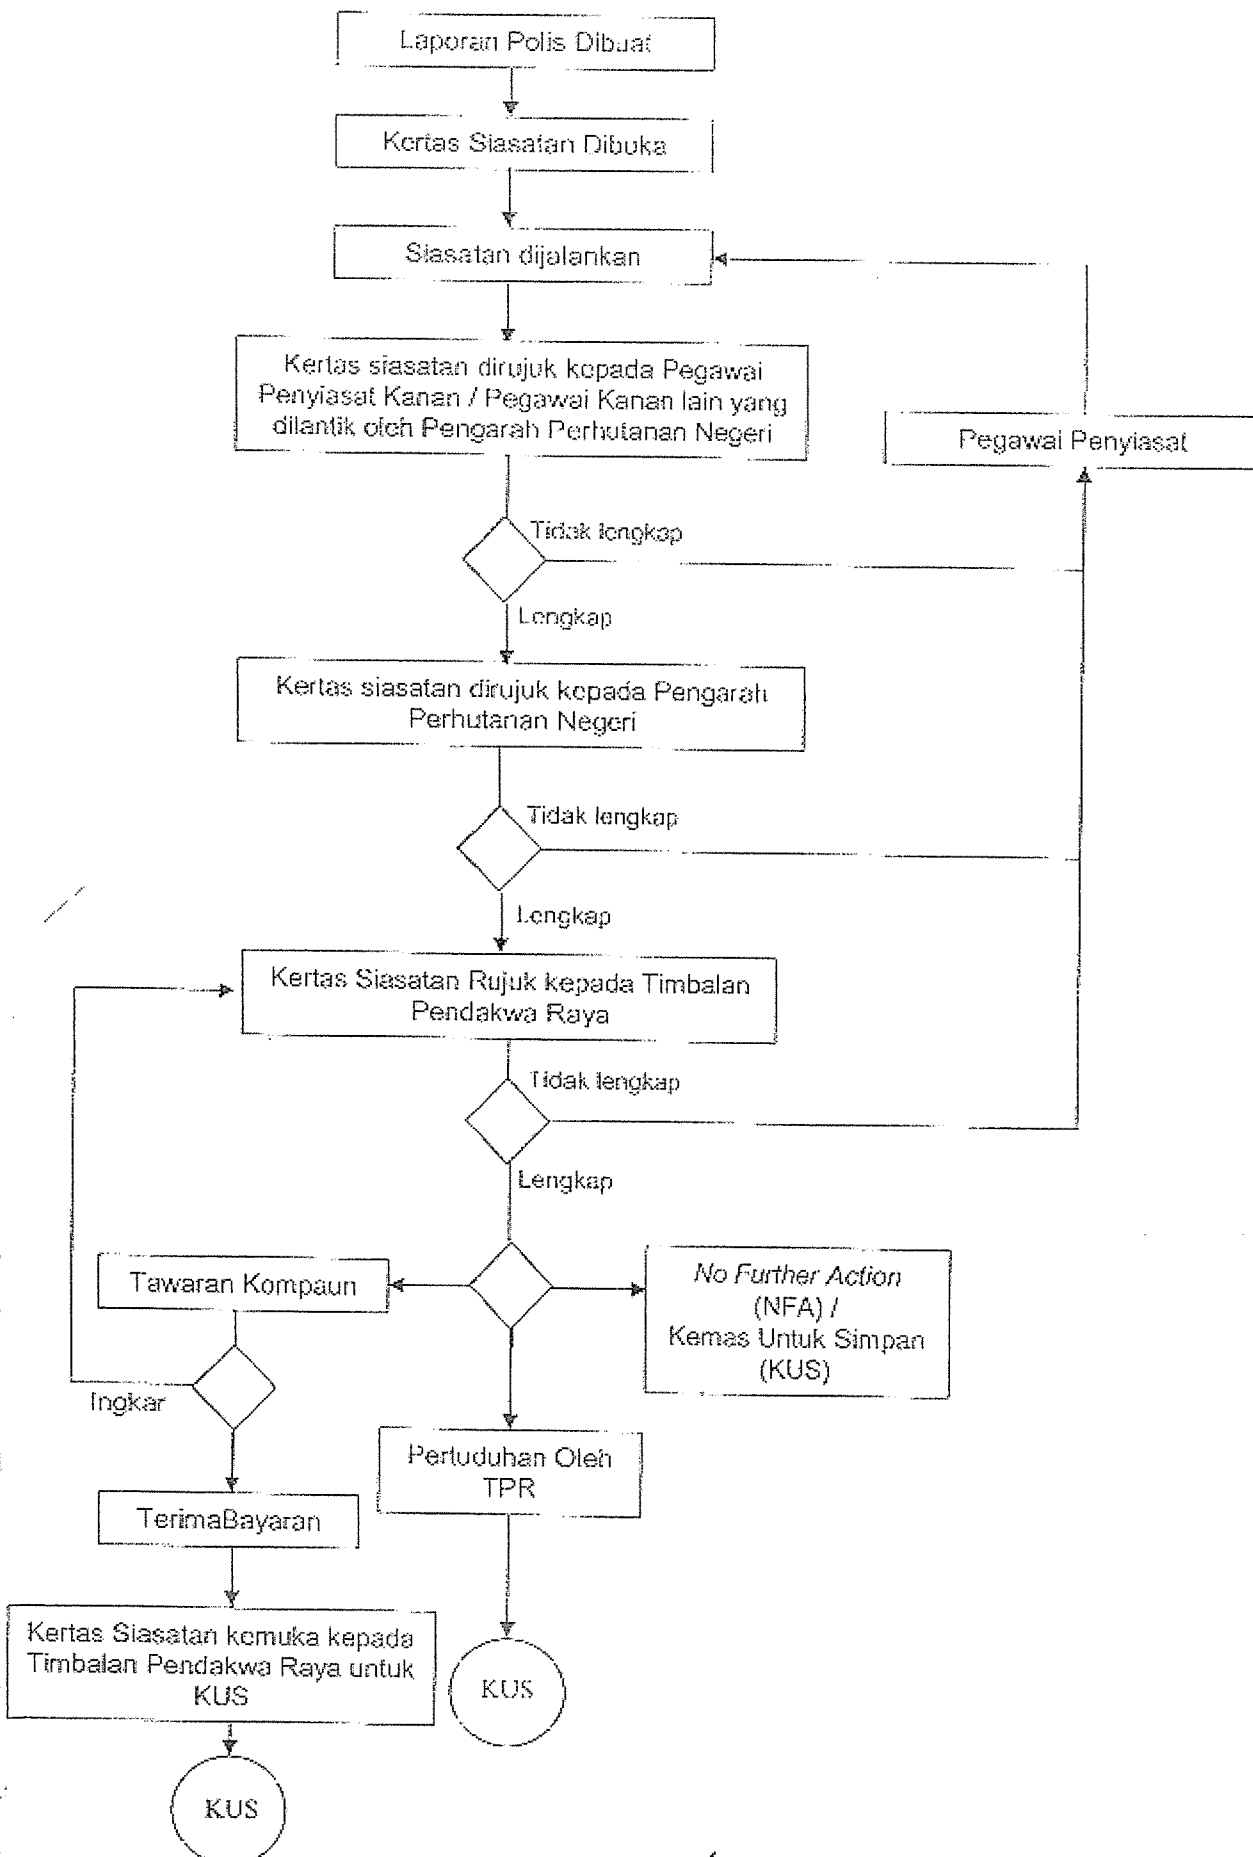 Laporan Polis Dibuat
Kertas Siasatan Dibuka
Siasatan dijalankan
Kertas siasatan dirujuk kepada Pegawai
Penyiasat Kanan / Pegawai Kanan lain yang
dilantik oleh Pengarah Perhutanan Negeri
Pegawai Penyiasat
Tidak lengkap
Lengkap
Kertas siasatan dirujuk kepada Pengarah
Perhutanan Negeri
Tidak lengkap
Lengkap
Kertas Siasatan Rujuk kepada Timbalan
Pendakwa Raya
Tidak lengkap
Lengkap
Tawaran Kompaun
No Further Action
(NFA) /
Kemas Untuk Simpan
(KUS)
Ingkar
Pertuduhan Oleh
TPR
TerimaBayaran
Kertas Siasatan kemuka kepada
Timbalan Pendakwa Raya untuk
KUS
KUS
KUS